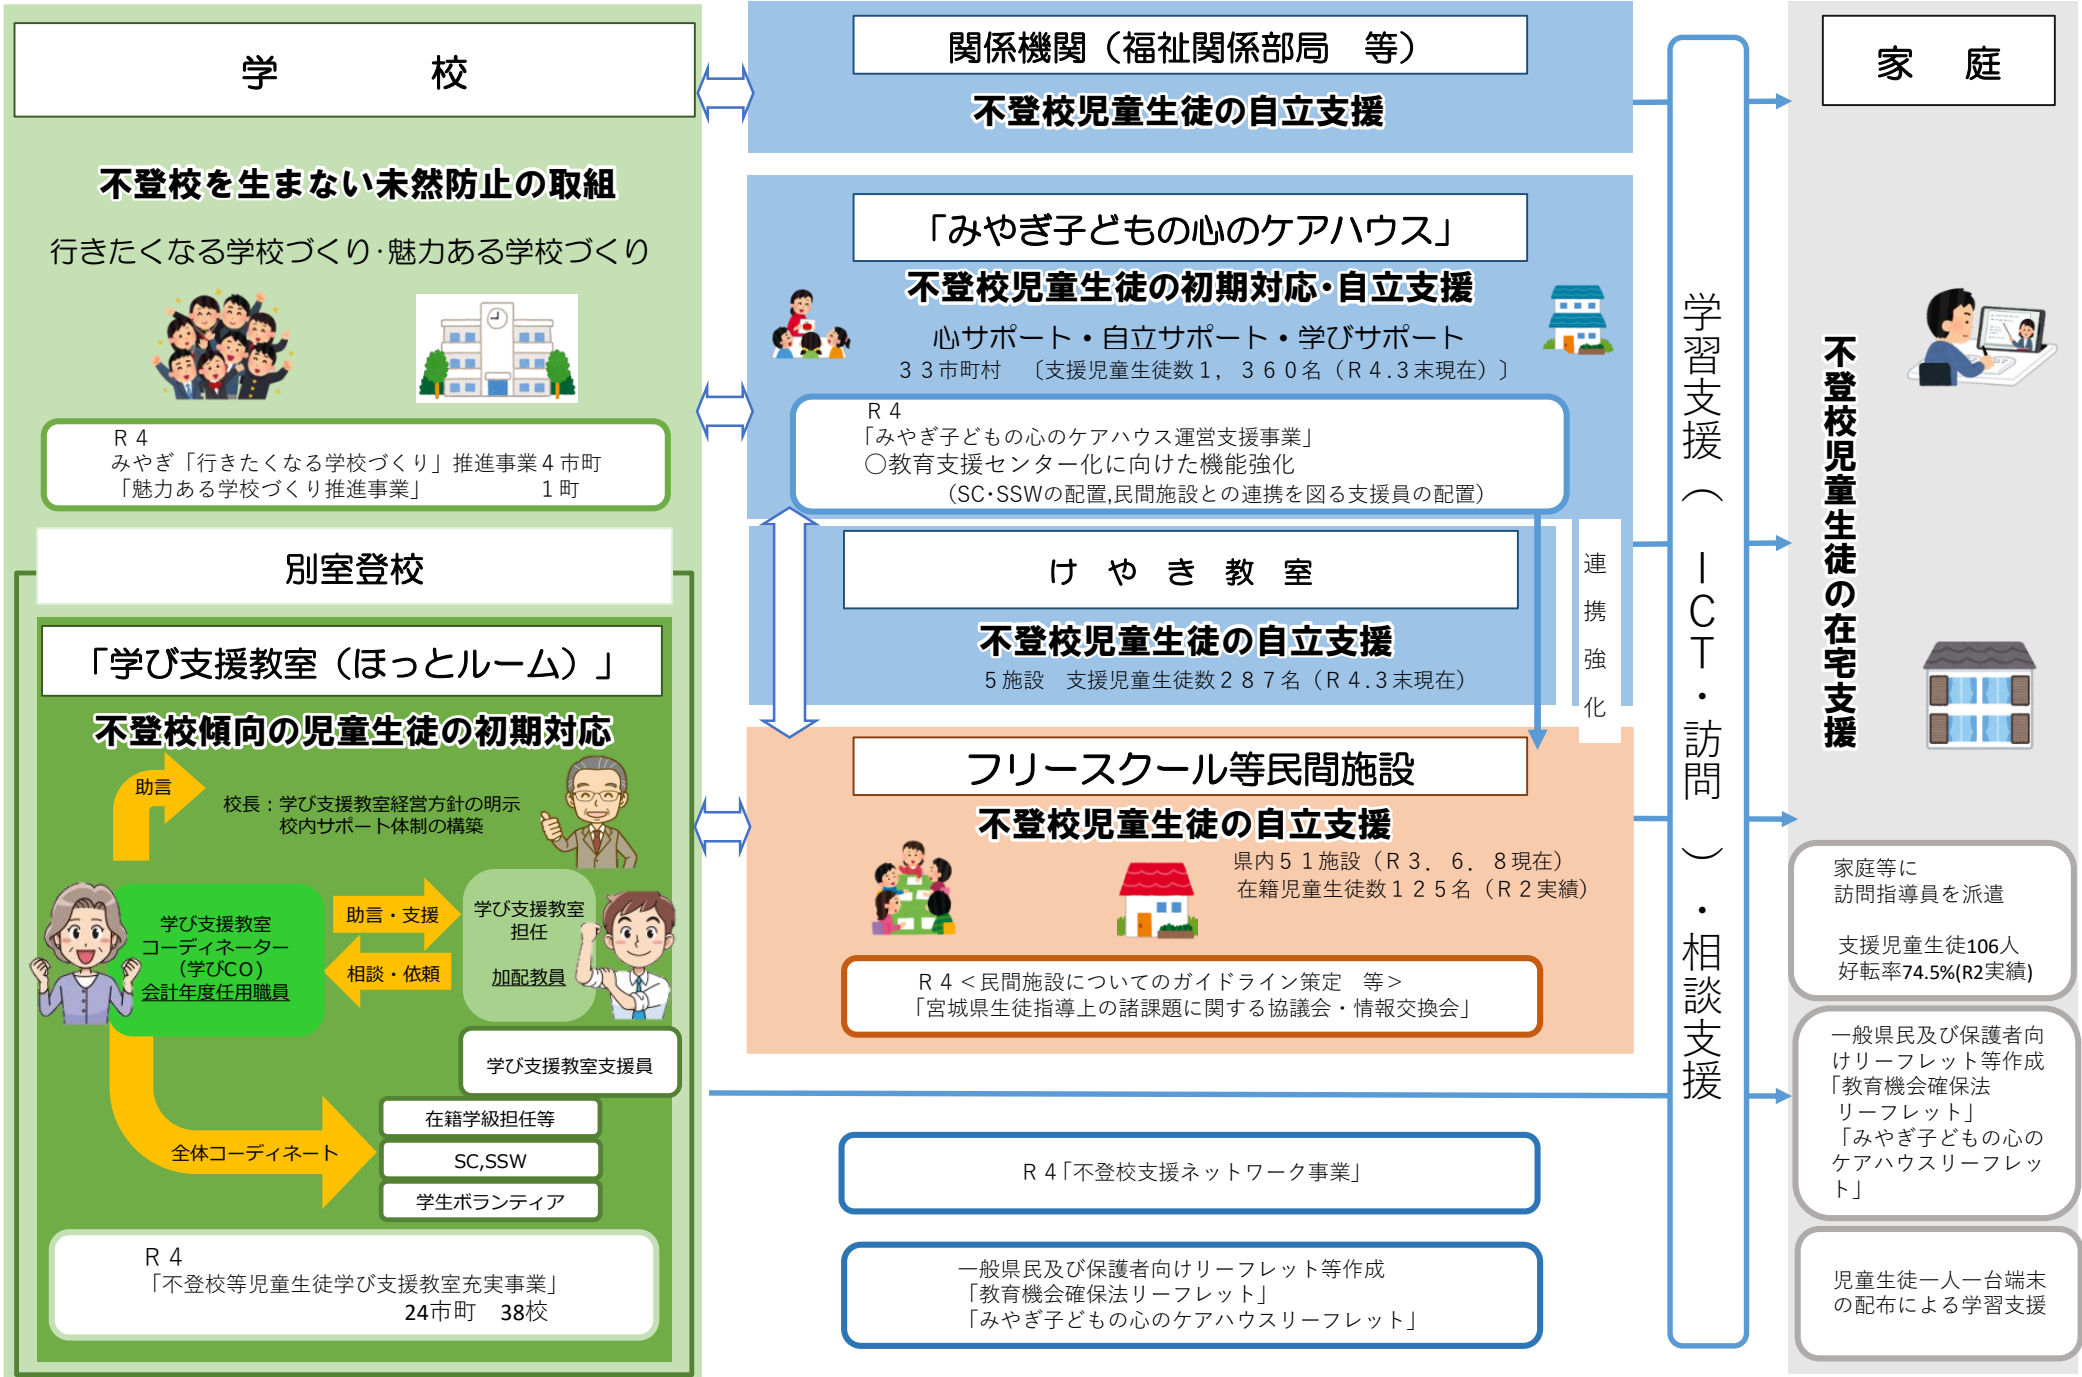 学　校
不登校を生まない未然防止の取組
行きたくなる学校づくり・魅力ある学校づくり
Ｒ４
みやぎ「行きたくなる学校づくり」推進事業４市町
「魅力ある学校づくり推進事業」　１町
別室登校
「学び支援教室（ほっとルーム）」
不登校傾向の児童生徒の初期対応
助言
校長：学び支援教室経営方針の明示
校内サポート体制の構築
学び支援教室
コーディネーター
（学びCO）
会計年度任用職員
助言・支援
相談・依頼
学び支援教室
担任
加配教員
学び支援教室支援員
全体コーディネート
在籍学級担任等
SC,SSW
学生ボランティア
Ｒ４
「不登校等児童生徒学び支援教室充実事業」
24市町　38校
関係機関（福祉関係部局　等）
不登校児童生徒の自立支援
「みやぎ子どもの心のケアハウス」
不登校児童生徒の初期対応・自立支援
心サポート・自立サポート・学びサポート
３３市町村　〔支援児童生徒数１，３６０名（Ｒ４.３末現在）〕
Ｒ４
「みやぎ子どもの心のケアハウス運営支援事業」
〇教育支援センター化に向けた機能強化
（SC・SSWの配置,民間施設との連携を図る支援員の配置）
けやき教室
不登校児童生徒の自立支援
５施設　支援児童生徒数２８７名（Ｒ４.３末現在）
連携強化
フリースクール等民間施設
不登校児童生徒の自立支援
県内５１施設（Ｒ３．６．８現在）
在籍児童生徒数１２５名（Ｒ２実績）
Ｒ４＜民間施設についてのガイドライン策定　等＞
「宮城県生徒指導上の諸課題に関する協議会・情報交換会」
Ｒ４「不登校支援ネットワーク事業」
一般県民及び保護者向けリーフレット等作成
「教育機会確保法リーフレット」
「みやぎ子どもの心のケアハウスリーフレット」
学習支援（ＩＣＴ・訪問）・相談支援
家　庭
不登校児童生徒の在宅支援
家庭等に
訪問指導員を派遣
支援児童生徒106人
好転率74.5%(R2実績)
一般県民及び保護者向
けリーフレット等作成
「教育機会確保法
リーフレット」
「みやぎ子どもの心の
ケアハウスリーフレッ
ト」
児童生徒一人一台端末
の配布による学習支援